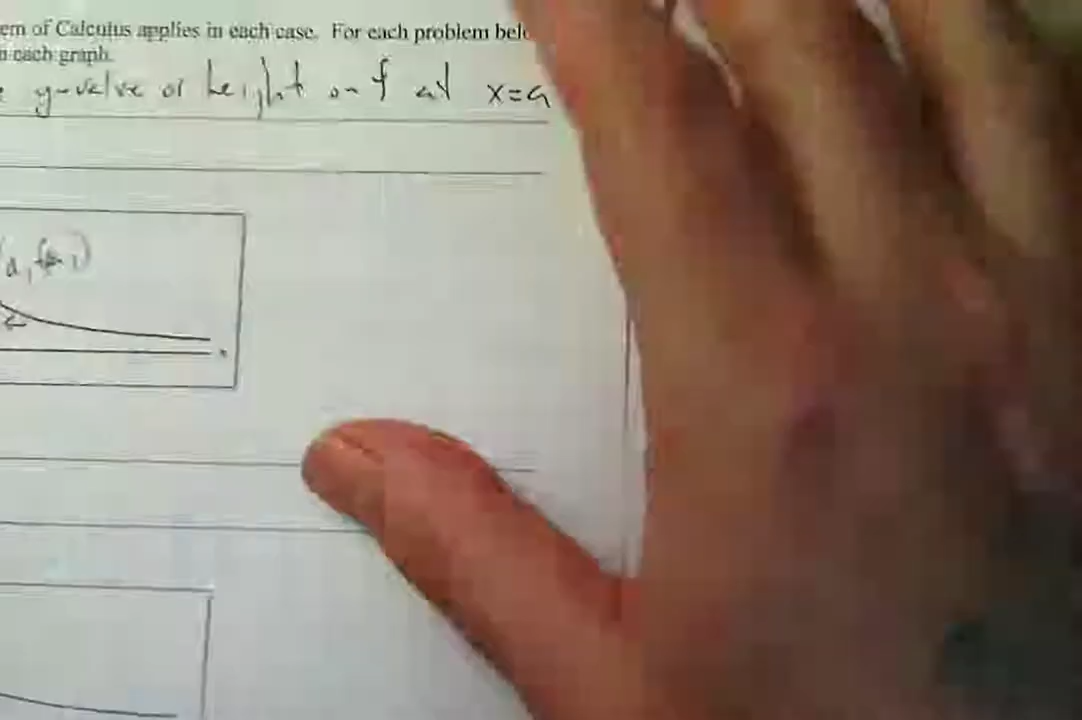 em of Calculus applies in each case. For each problem belo
n each graph.
y-value or height on f at x=a